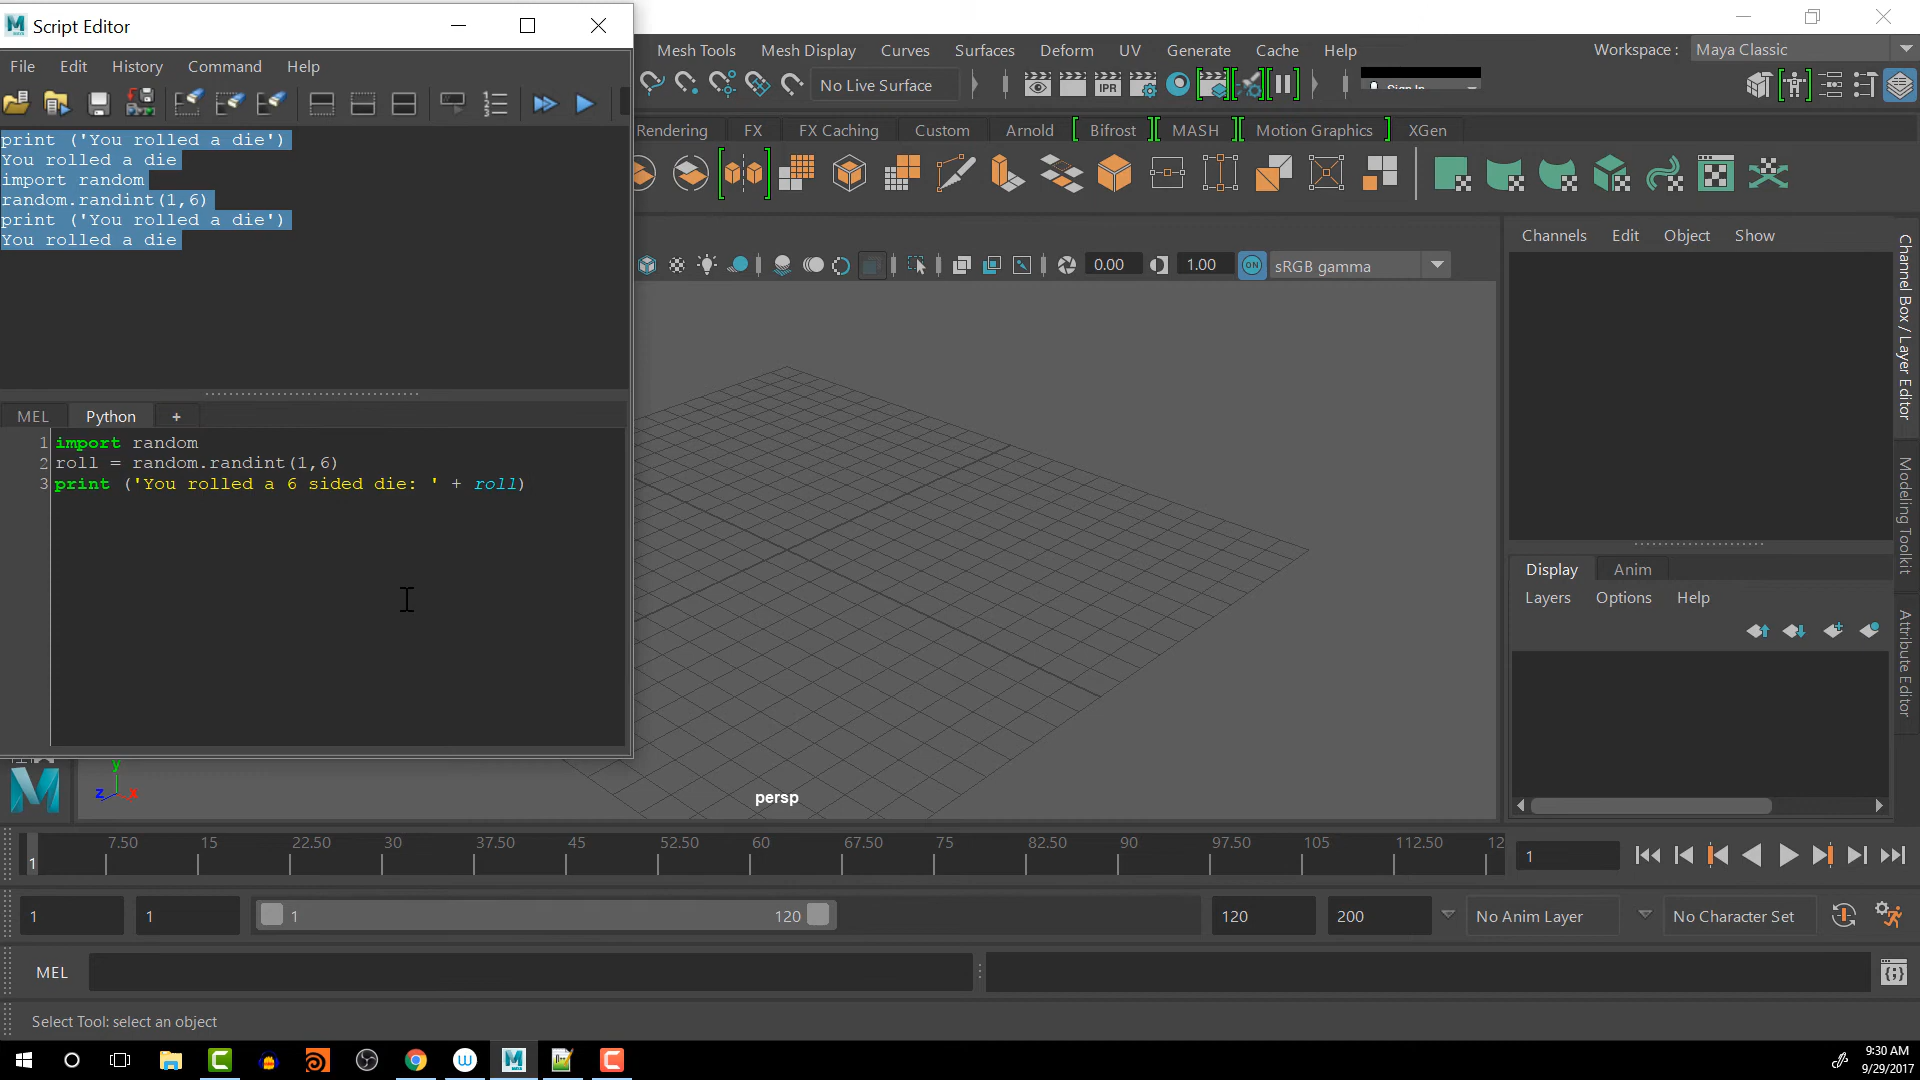 Script Editor
File Edit History Command Help
print ('You rolled a die')
You rolled a die
import random
random.randint(1,6)
print ('You rolled a die')
You rolled a die
MEL Python +
1 import random
2 roll = random.randint(1,6)
3 print ('You rolled a 6 sided die: ' + roll)
Mesh Tools Mesh Display Curves Surfaces Deform UV Generate Cache Help
Workspace : Maya Classic
No Live Surface
IPR
Rendering FX FX Caching Custom Arnold Bifrost MASH Motion Graphics XGen
0.00 1.00 ON sRGB gamma
Channels Edit Object Show
Channel Box / Layer Editor
Modeling Toolkit
Attribute Editor
Display Anim
Layers Options Help
y
z x
persp
1 7.50 15 22.50 30 37.50 45 52.50 60 67.50 75 82.50 90 97.50 105 112.50 12
1
1 1 1 120 120 200 No Anim Layer No Character Set
MEL
Select Tool: select an object
9:30 AM
9/29/2017